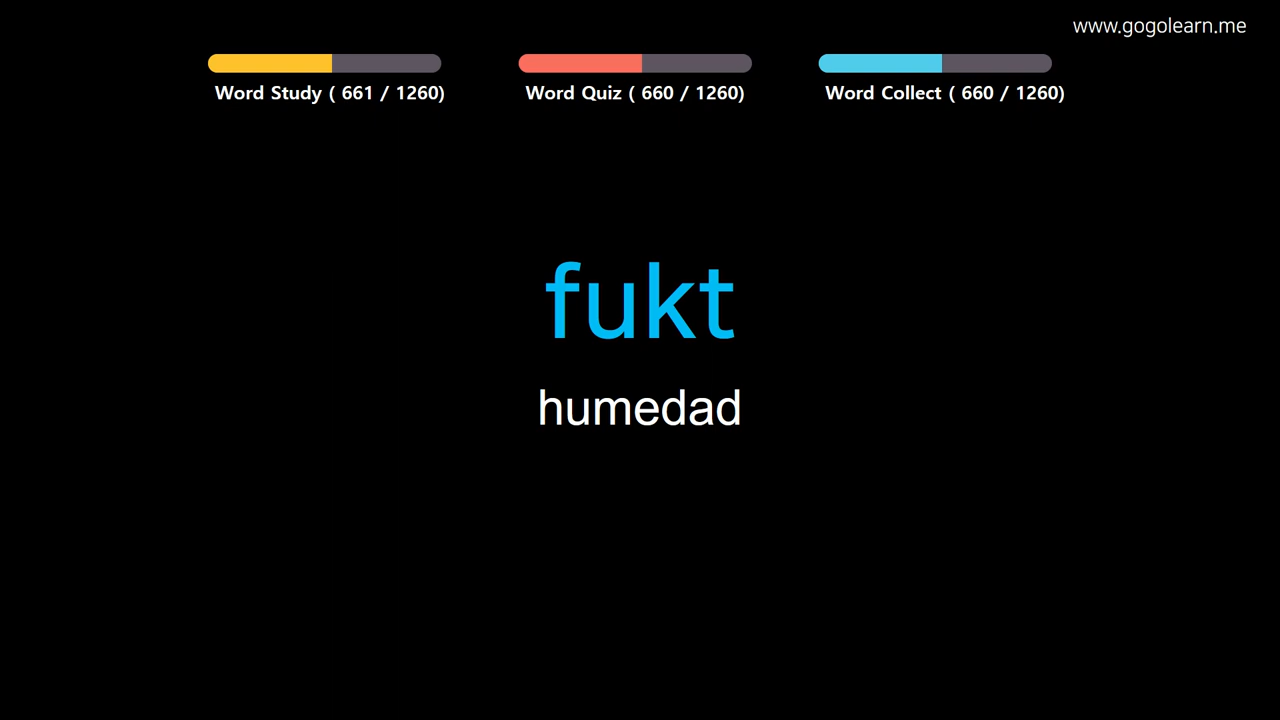 www.gogolearn.me
Word Study ( 661 / 1260)
Word Quiz ( 660 / 1260)
Word Collect ( 660 / 1260)
fukt
humedad